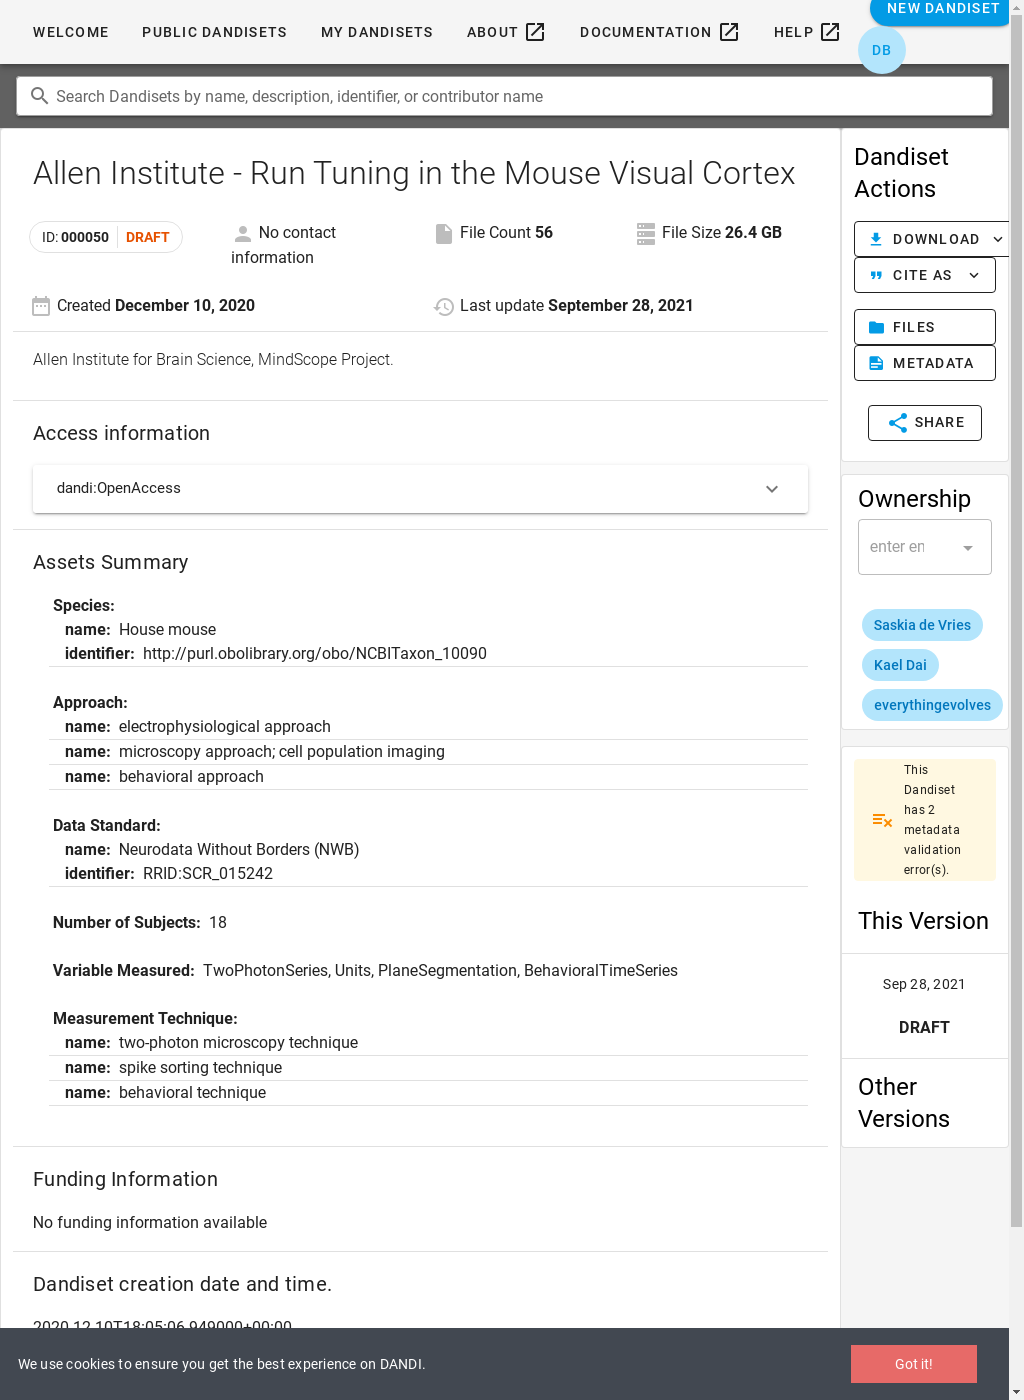 WELCOME PUBLIC DANDISETS MY DANDISETS ABOUT DOCUMENTATION HELP
NEW DANDISET
DB
Search Dandisets by name, description, identifier, or contributor name
Allen Institute - Run Tuning in the Mouse Visual Cortex
ID: 000050 DRAFT
No contact information
File Count 56
File Size 26.4 GB
Created December 10, 2020
Last update September 28, 2021
Allen Institute for Brain Science, MindScope Project.
Access information
dandi:OpenAccess
Assets Summary
Species:
name: House mouse
identifier: http://purl.obolibrary.org/obo/NCBITaxon_10090
Approach:
name: electrophysiological approach
name: microscopy approach; cell population imaging
name: behavioral approach
Data Standard:
name: Neurodata Without Borders (NWB)
identifier: RRID:SCR_015242
Number of Subjects: 18
Variable Measured: TwoPhotonSeries, Units, PlaneSegmentation, BehavioralTimeSeries
Measurement Technique:
name: two-photon microscopy technique
name: spike sorting technique
name: behavioral technique
Funding Information
No funding information available
Dandiset creation date and time.
2020-12-10T18:05:06.949000+00:00
Dandiset
Actions
DOWNLOAD
CITE AS
FILES
METADATA
SHARE
Ownership
enter en
Saskia de Vries
Kael Dai
everythingevolves
This
Dandiset
has 2
metadata
validation
error(s).
This Version
Sep 28, 2021
DRAFT
Other
Versions
We use cookies to ensure you get the best experience on DANDI.
Got it!